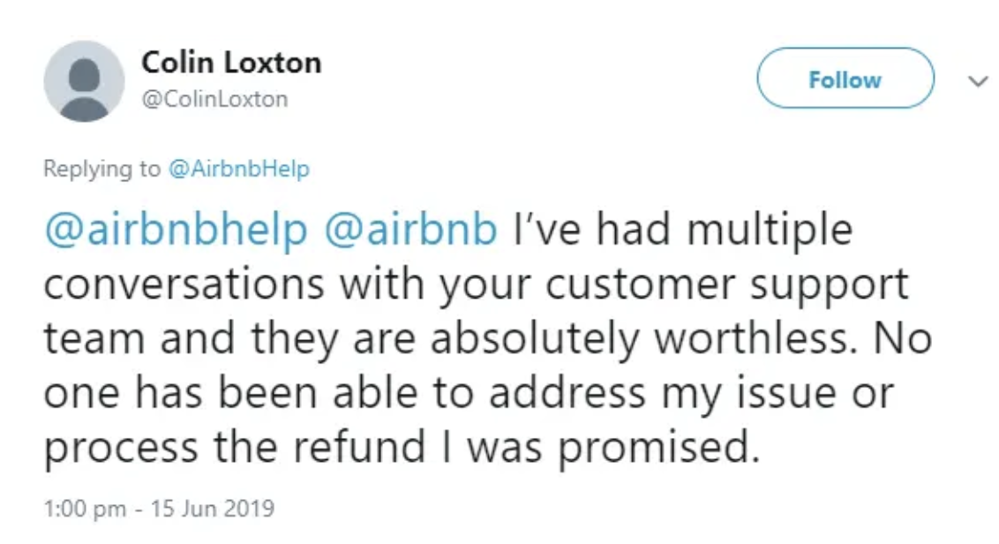 Colin Loxton
@ColinLoxton
Follow
Replying to @AirbnbHelp
@airbnbhelp @airbnb I’ve had multiple
conversations with your customer support
team and they are absolutely worthless. No
one has been able to address my issue or
process the refund I was promised.
1:00 pm - 15 Jun 2019